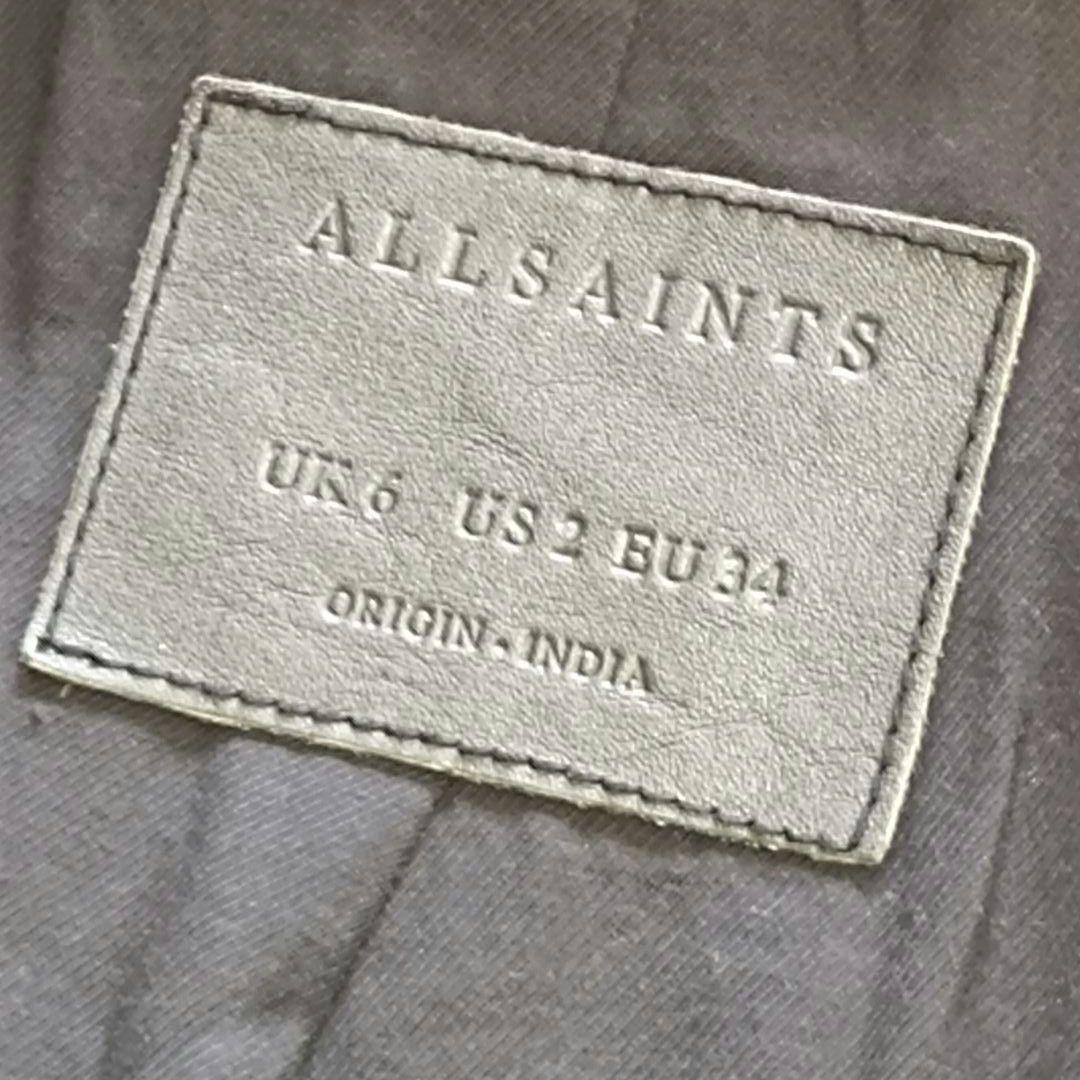 ALLSAINTS
UK 6 US 2 EU 34
ORIGIN · INDIA